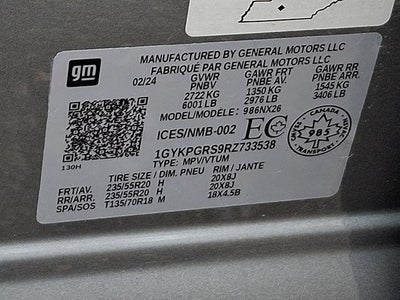 gm
MANUFACTURED BY GENERAL MOTORS LLC
FABRIQUÉ PAR GENERAL MOTORS LLC
02/24 GVWR GAWR FRT GAWR RR
PNBV PNBE AV. PNBE ARR.
2722 KG 1350 KG 1545 KG
6001 LB 2976 LB 3406 LB
MODEL/MODÈLE: 986NX26
ICES/NMB-002 EC
CANADA
985
1GYKPGRS9RZ733538
TYPE: MPV/VTUM
130H
TIRE SIZE / DIM. PNEU RIM / JANTE
FRT/AV. 235/55R20 H 20X8J
RR/ARR. 235/55R20 H 20X8J
SPA/SOS T135/70R18 M 18X4.5B